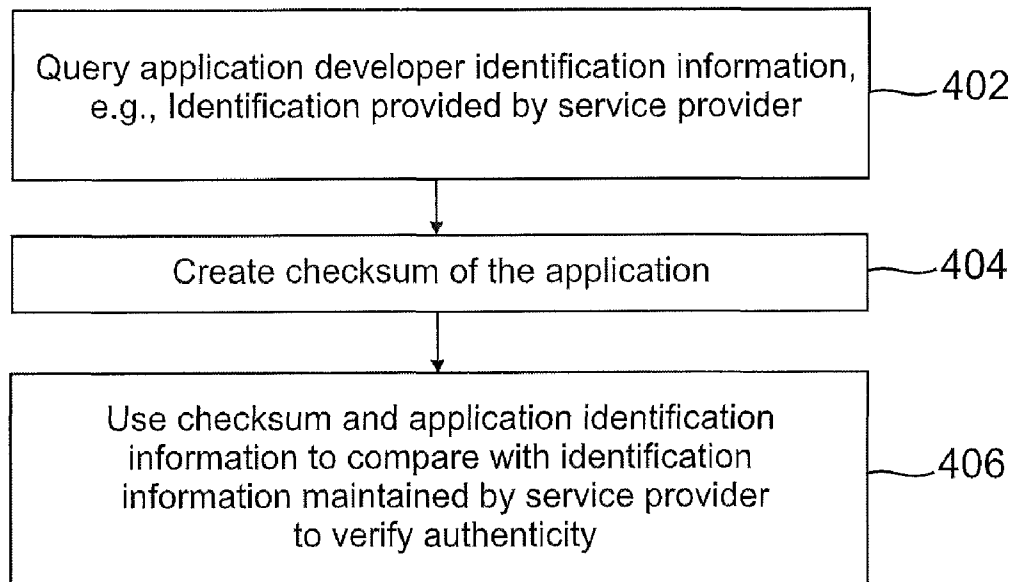 Query application developer identification information,
e.g., Identification provided by service provider
402
Create checksum of the application
404
Use checksum and application identification
information to compare with identification
information maintained by service provider
to verify authenticity
406